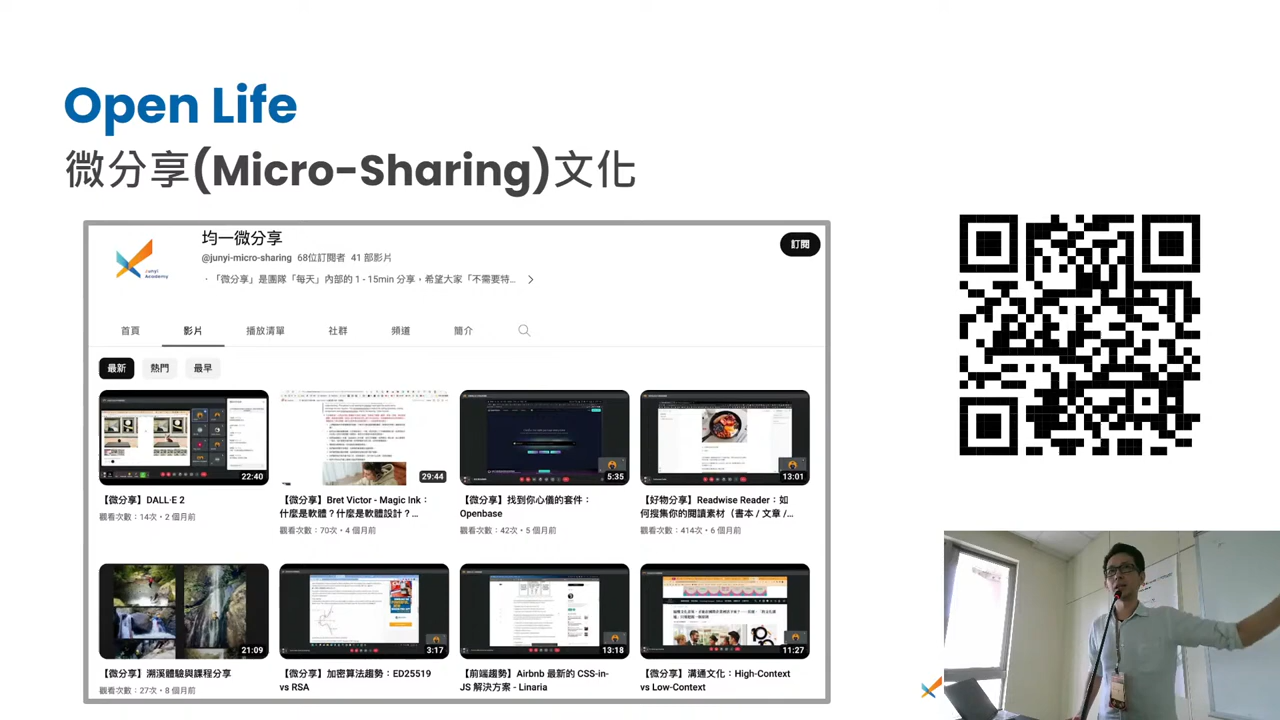 Open Life
微分享(Micro-Sharing)文化
均一微分享
@junyi-micro-sharing 68位訂閱者 41 部影片
訂閱
Junyi
Academy
·「微分享」是團隊「每天」內部的 1 - 15min 分享，希望大家「不需要特...
首頁 影片 播放清單 社群 頻道 簡介
最新 熱門 最早
22:40
29:44
5:35
13:01
【微分享】DALL·E 2
觀看次數：14次 • 2 個月前
【微分享】Bret Victor - Magic Ink：
什麼是軟體？什麼是軟體設計？...
觀看次數：70次 • 4 個月前
【微分享】找到你心儀的套件：
Openbase
觀看次數：42次 • 5 個月前
【好物分享】Readwise Reader：如
何搜集你的閱讀素材（書本 / 文章 /...
觀看次數：414次 • 6 個月前
21:09
3:17
13:18
11:27
【微分享】溯溪體驗與課程分享
觀看次數：27次 • 8 個月前
【微分享】加密算法趨勢：ED25519
vs RSA
【前端趨勢】Airbnb 最新的 CSS-in-
JS 解決方案 - Linaria
【微分享】溝通文化：High-Context
vs Low-Context